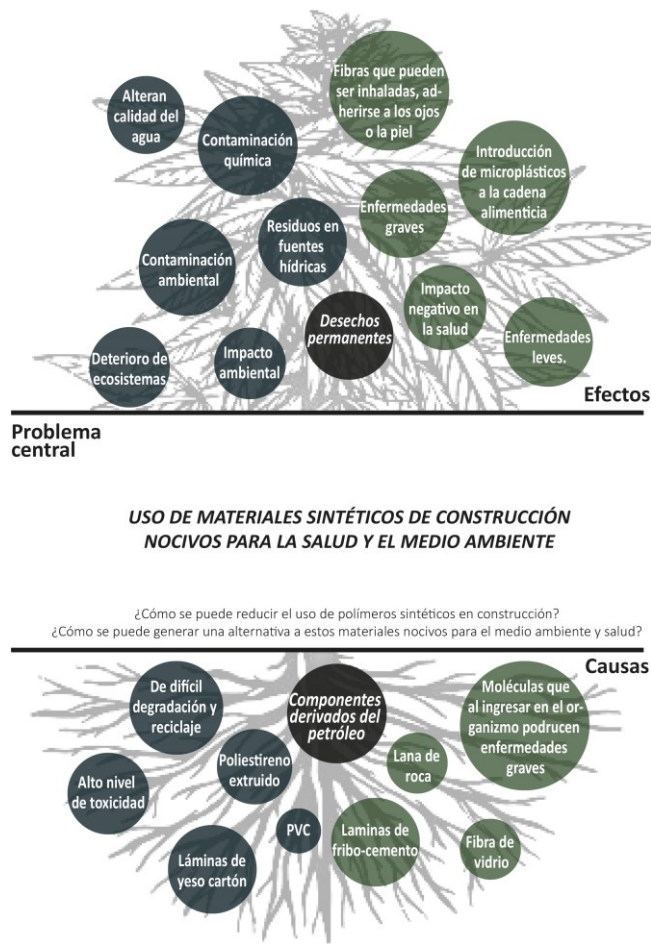 Fibras que pueden
ser inhaladas, ad-
herirse a los ojos
o la piel
Alteran
calidad del
agua
Contaminación
química
Introducción
de microplásticos
a la cadena
alimenticia
Enfermedades
graves
Residuos en
fuentes
hídricas
Contaminación
ambiental
Impacto
negativo en
la salud
Desechos
permanentes
Enfermedades
leves.
Deterioro de
ecosistemas
Impacto
ambiental
Efectos
Problema
central
USO DE MATERIALES SINTÉTICOS DE CONSTRUCCIÓN
NOCIVOS PARA LA SALUD Y EL MEDIO AMBIENTE
¿Cómo se puede reducir el uso de polímeros sintéticos en construcción?
¿Cómo se puede generar una alternativa a estos materiales nocivos para el medio ambiente y salud?
Causas
De difícil
degradación y
reciclaje
Componentes
derivados del
petróleo
Moléculas que
al ingresar en el or-
ganizmo podrucen
enfermedades
graves
Poliestireno
extruido
Lana de
roca
Alto nivel
de toxicidad
PVC
Laminas de
fribo-cemento
Fibra de
vidrio
Láminas de
yeso cartón